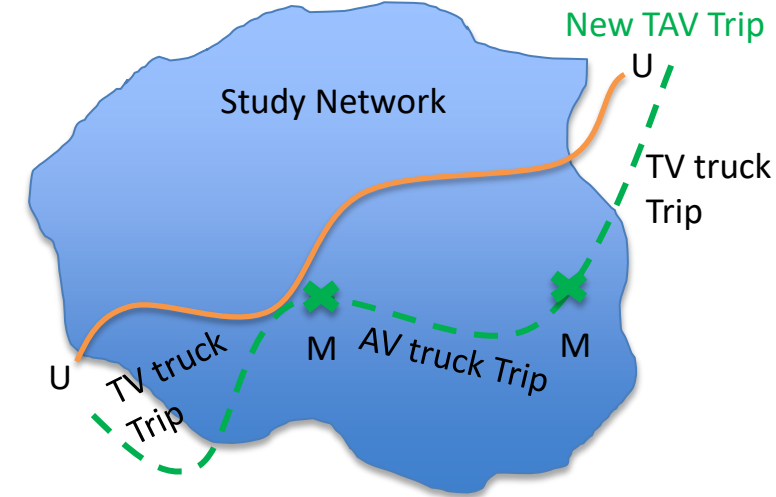 New TAV Trip
U
Study Network
TV truck
Trip
M
AV truck Trip
M
TV truck
Trip
U